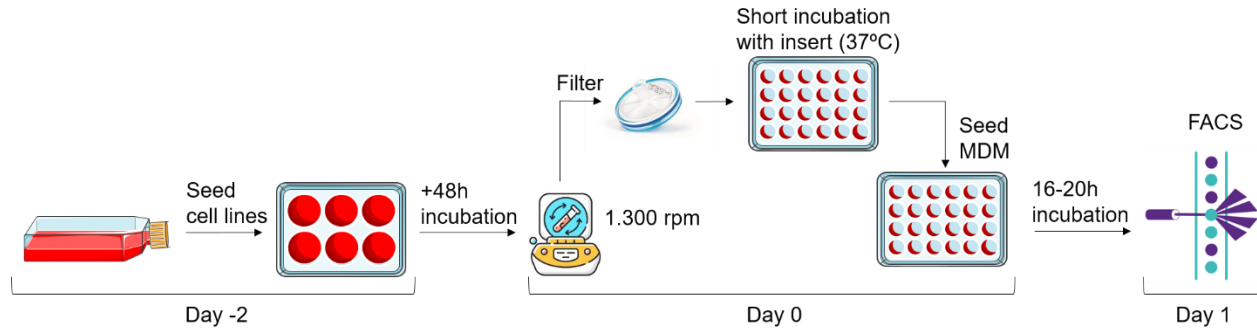 Seed
cell lines
+48h
incubation
Filter
1.300 rpm
Short incubation
with insert (37ºC)
Seed
MDM
16-20h
incubation
FACS
Day -2
Day 0
Day 1